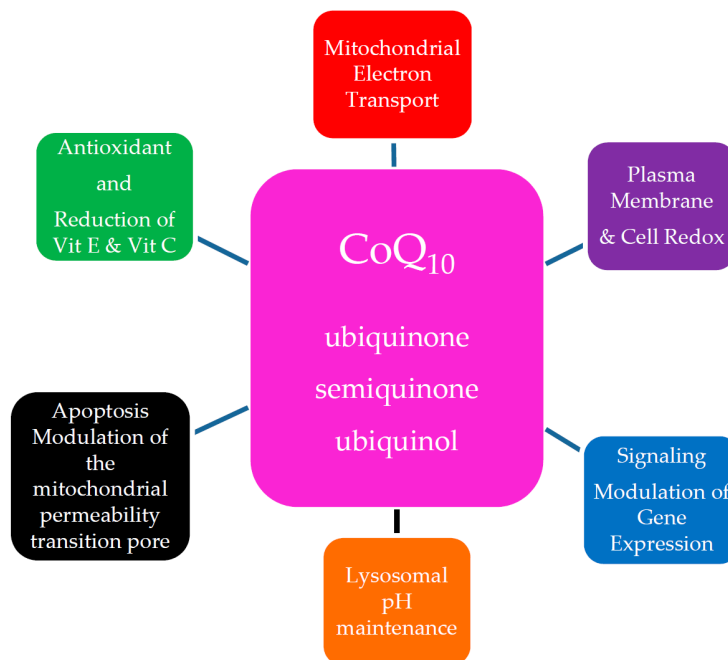 Mitochondrial
Electron
Transport
Antioxidant
and
Reduction of
Vit E & Vit C
Plasma
Membrane
& Cell Redox
CoQ₁₀
ubiquinone
semiquinone
ubiquinol
Apoptosis
Modulation of
the
mitochondrial
permeability
transition pore
Signaling
Modulation of
Gene
Expression
Lysosomal
pH
maintenance